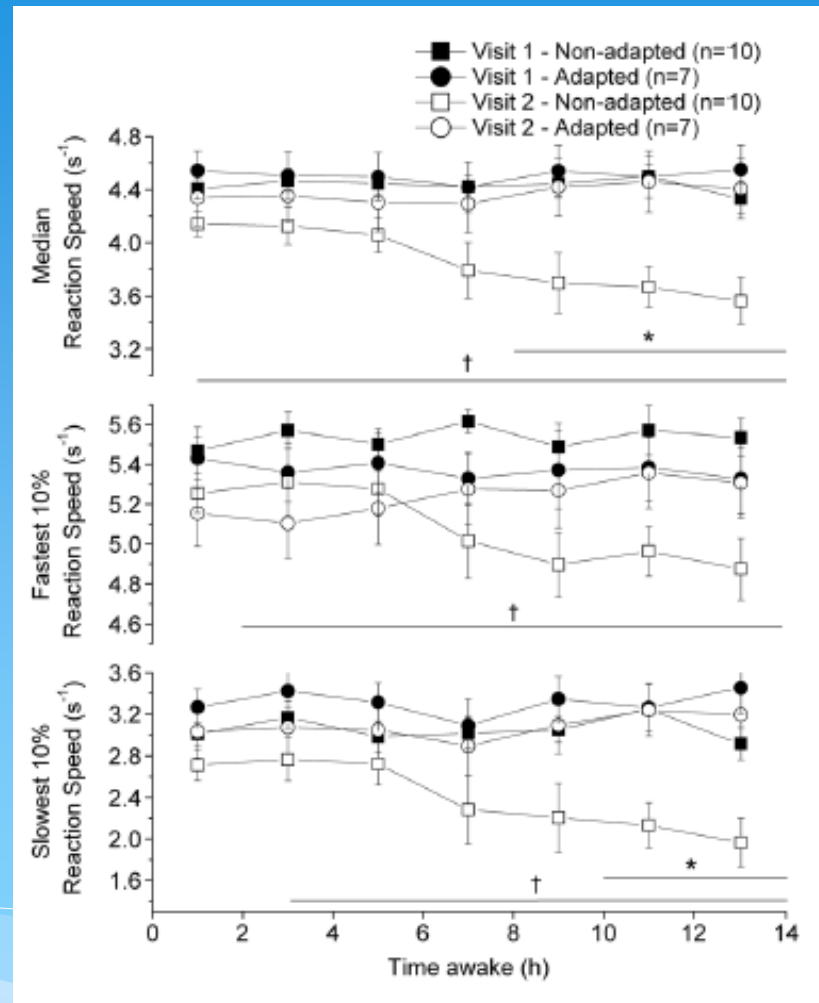 Visit 1 - Non-adapted (n=10)
Visit 1 - Adapted (n=7)
Visit 2 - Non-adapted (n=10)
Visit 2 - Adapted (n=7)
Median
Reaction Speed (s⁻¹)
4.8
4.4
4.0
3.6
3.2
*
†
Fastest 10%
Reaction Speed (s⁻¹)
5.6
5.4
5.2
5.0
4.8
4.6
†
Slowest 10%
Reaction Speed (s⁻¹)
3.6
3.2
2.8
2.4
2.0
1.6
*
†
0 2 4 6 8 10 12 14
Time awake (h)